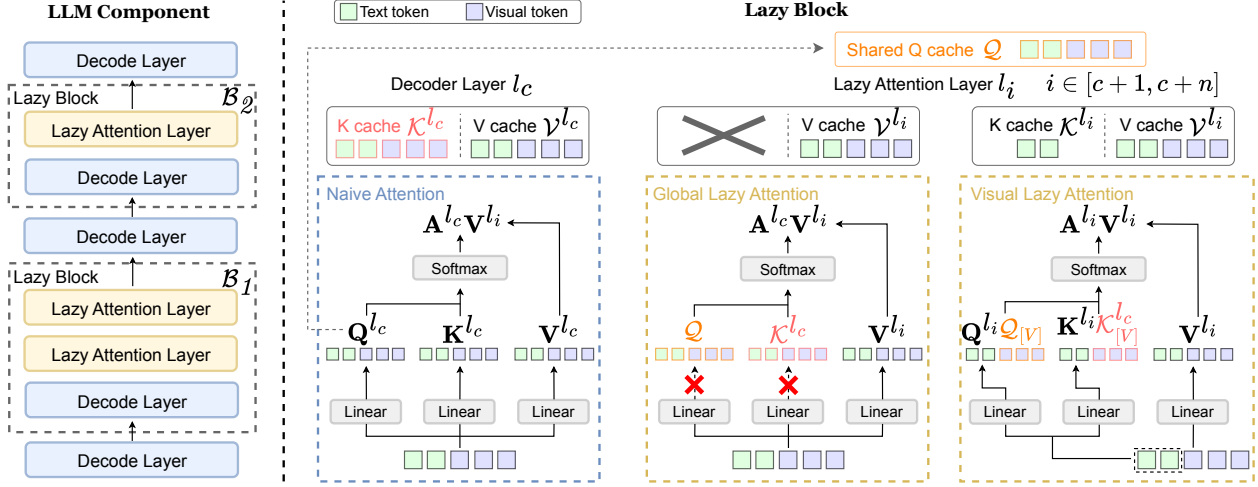 LLM Component
Decode Layer
Lazy Block
ℬ2
Lazy Attention Layer
Decode Layer
Decode Layer
Lazy Block
ℬ1
Lazy Attention Layer
Lazy Attention Layer
Decode Layer
Decode Layer
Text token Visual token
Lazy Block
Shared Q cache 𝒬
Decoder Layer l_c
Lazy Attention Layer l_i i ∈ [c + 1, c + n]
K cache 𝒦^{l_c} V cache 𝒱^{l_c}
V cache 𝒱^{l_i}
K cache 𝒦^{l_i} V cache 𝒱^{l_i}
Naive Attention
A^{l_c}V^{l_i}
Softmax
Q^{l_c} K^{l_c} V^{l_c}
Linear Linear Linear
Global Lazy Attention
A^{l_c}V^{l_i}
Softmax
𝒬 𝒦^{l_c} V^{l_i}
Linear Linear Linear
Visual Lazy Attention
A^{l_i}V^{l_i}
Softmax
Q^{l_i} 𝒬_{[V]} K^{l_i} 𝒦^{l_c}_{[V]} V^{l_i}
Linear Linear Linear